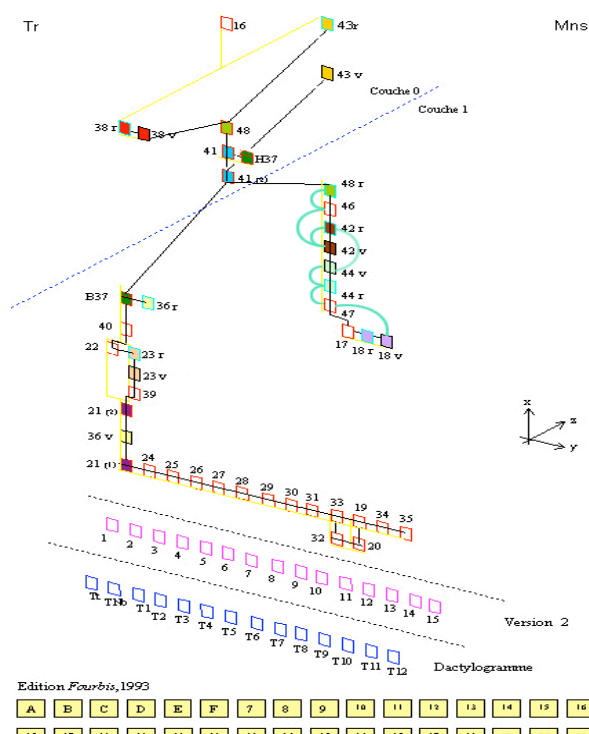 Tr
Mns
16
43r
43 v
Couche 0
Couche 1
38 r
38 v
48
41
H37
41 (2)
48 r
46
42 r
42 v
44 v
44 r
47
17
18 r
18 v
B37
36 r
40
22
23 r
23 v
39
21 (2)
36 v
21 (1)
24
25
26
27
28
29
30
31
33
19
34
35
32
20
x
z
y
1 2 3 4 5 6 7 8 9 10 11 12 13 14 15
Version 2
Tt T1 T2 T3 T4 T5 T6 T7 T8 T9 T10 T11 T12
Dactylogramme
Edition Fourbis,1993
A B C D E F 7 8 9 10 11 12 13 14 15 16